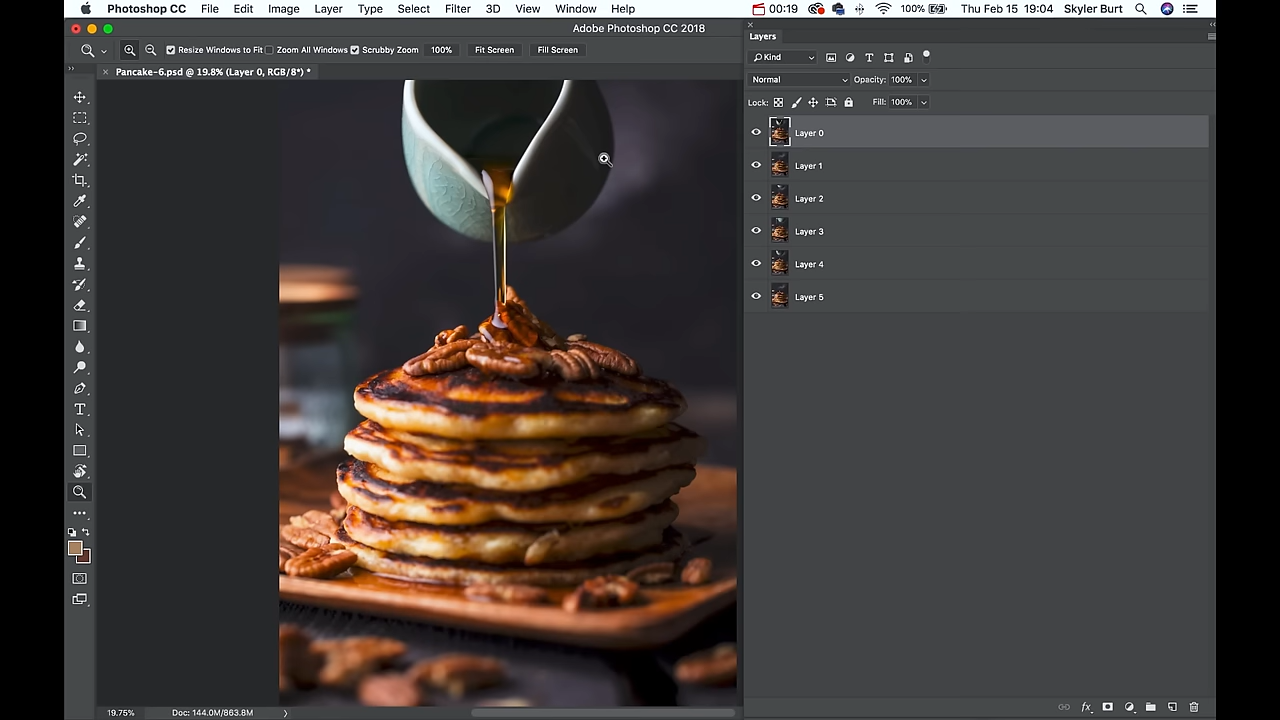 Photoshop CC File Edit Image Layer Type Select Filter 3D View Window Help 00:19 100% Thu Feb 15 19:04 Skyler Burt
Adobe Photoshop CC 2018
Resize Windows to Fit Zoom All Windows Scrubby Zoom 100% Fit Screen Fill Screen
Pancake-6.psd @ 19.8% (Layer 0, RGB/8*) *
Layers
Kind
Normal Opacity: 100%
Lock: Fill: 100%
Layer 0
Layer 1
Layer 2
Layer 3
Layer 4
Layer 5
19.75% Doc: 144.0M/863.8M